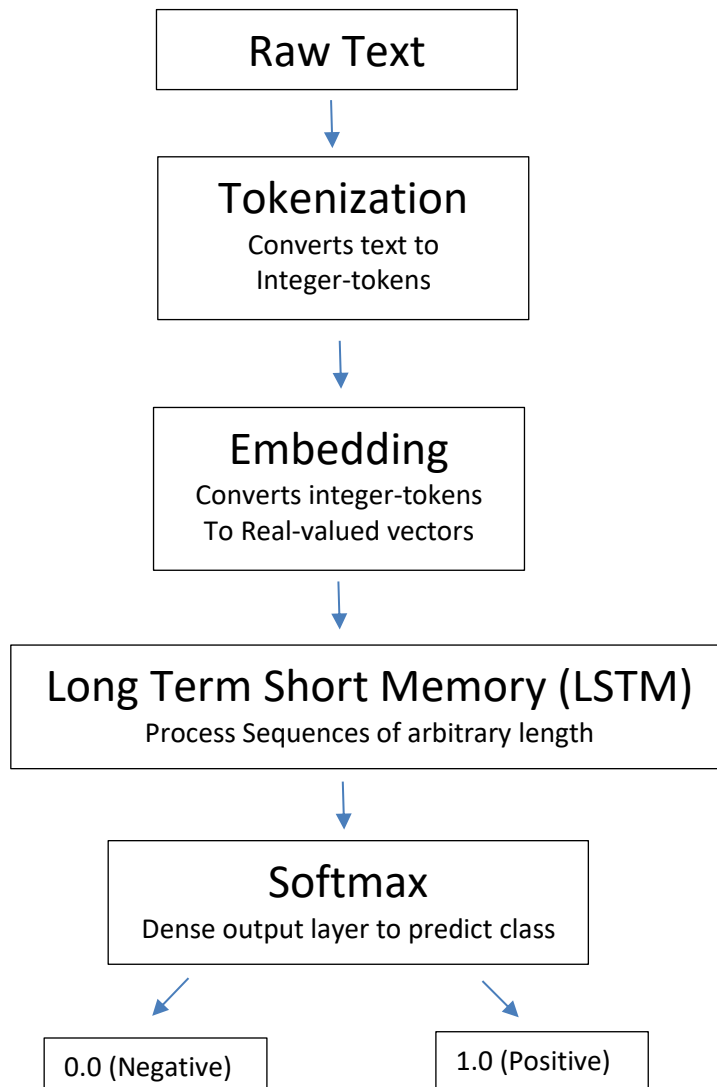 Raw Text
Tokenization
Converts text to
Integer-tokens
Embedding
Converts integer-tokens
To Real-valued vectors
Long Term Short Memory (LSTM)
Process Sequences of arbitrary length
Softmax
Dense output layer to predict class
0.0 (Negative)
1.0 (Positive)